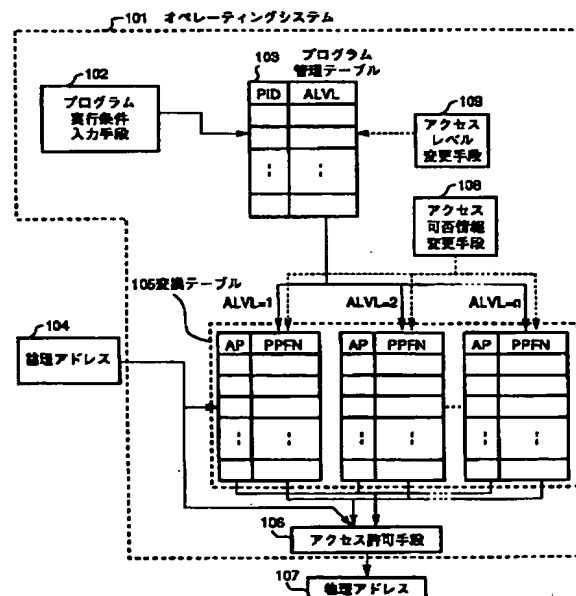 101 オペレーティングシステム
102
プログラム
実行条件
入力手段
103
プログラム
管理テーブル
PID ALVL
109
アクセス
レベル
変更手段
108
アクセス
可否情報
変更手段
105変換テーブル
ALVL=1
ALVL=2
ALVL=n
104
論理アドレス
AP PPFN
AP PPFN
AP PPFN
106
アクセス許可手段
107
物理アドレス